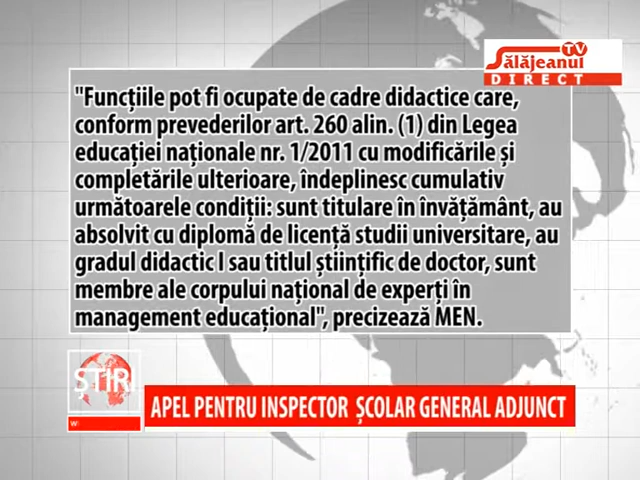 Sălăjeanul TV
DIRECT
"Funcțiile pot fi ocupate de cadre didactice care,
conform prevederilor art. 260 alin. (1) din Legea
educației naționale nr. 1/2011 cu modificările și
completările ulterioare, îndeplinesc cumulativ
următoarele condiții: sunt titulare în învățământ, au
absolvit cu diplomă de licență studii universitare, au
gradul didactic I sau titlul științific de doctor, sunt
membre ale corpului național de experți în
management educațional", precizează MEN.
ȘTIRI
W
APEL PENTRU INSPECTOR ȘCOLAR GENERAL ADJUNCT